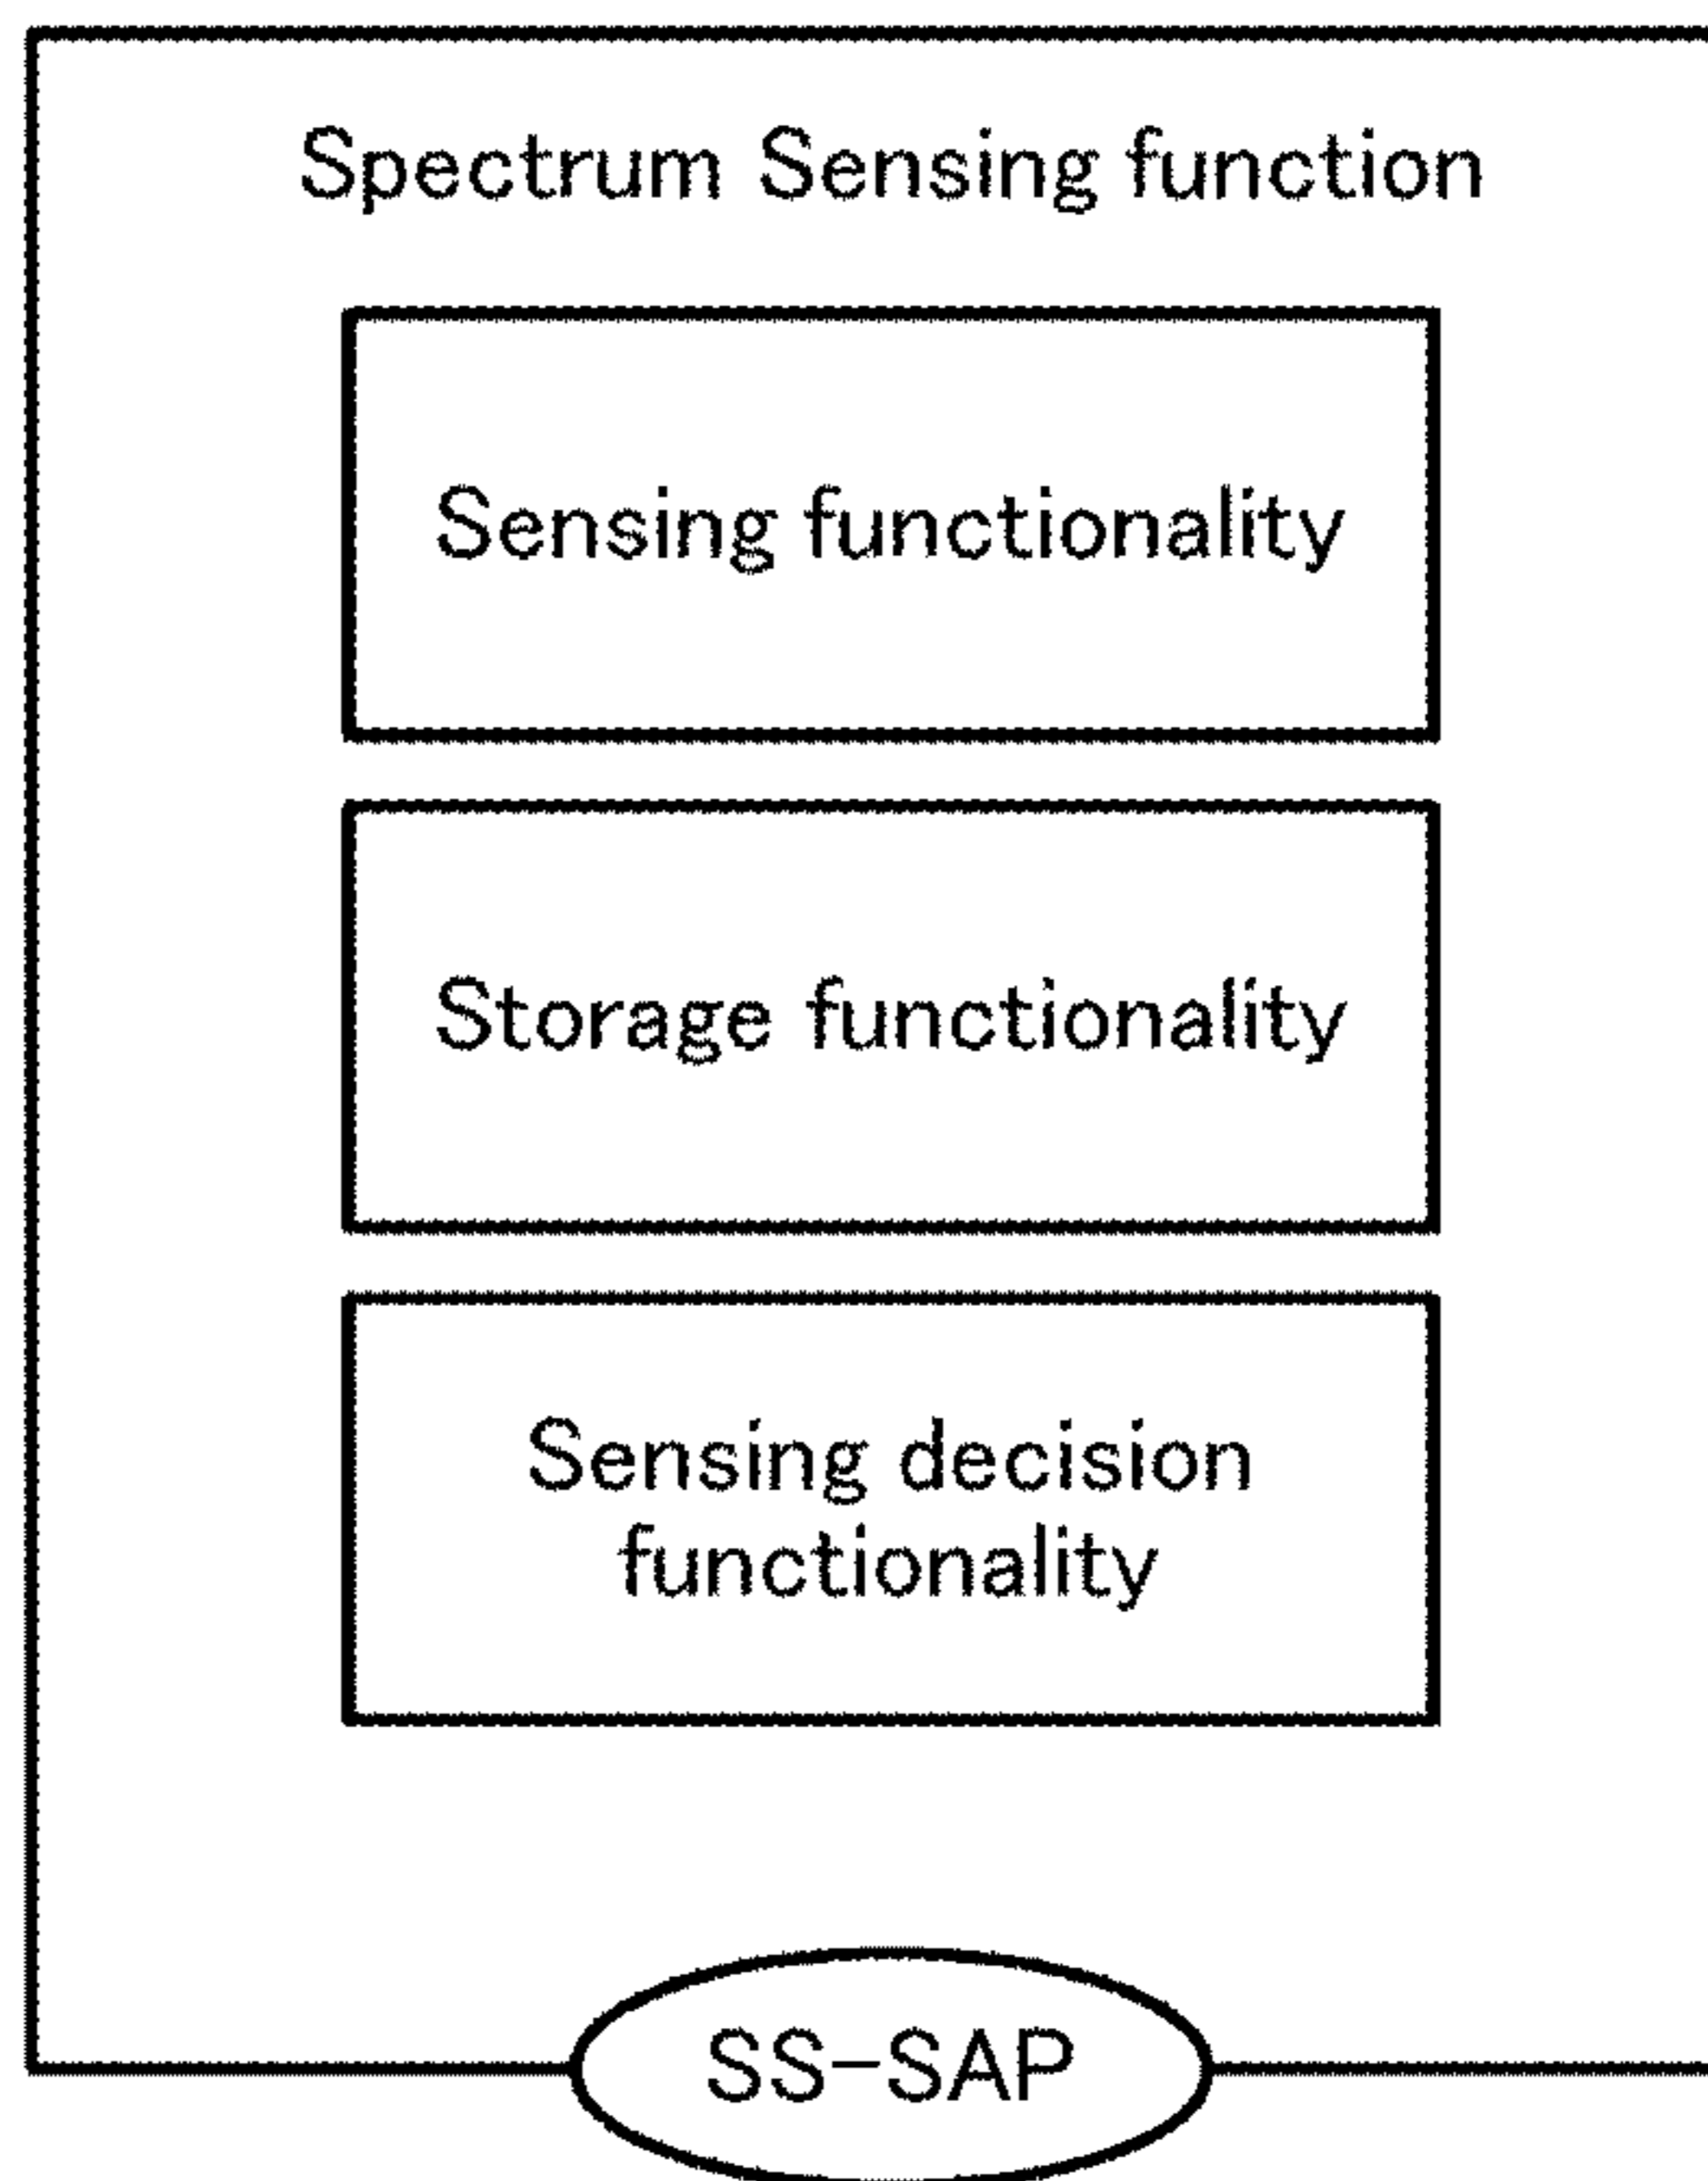 Spectrum Sensing function
Sensing functionality
Storage functionality
Sensing decision
functionality
SS-SAP